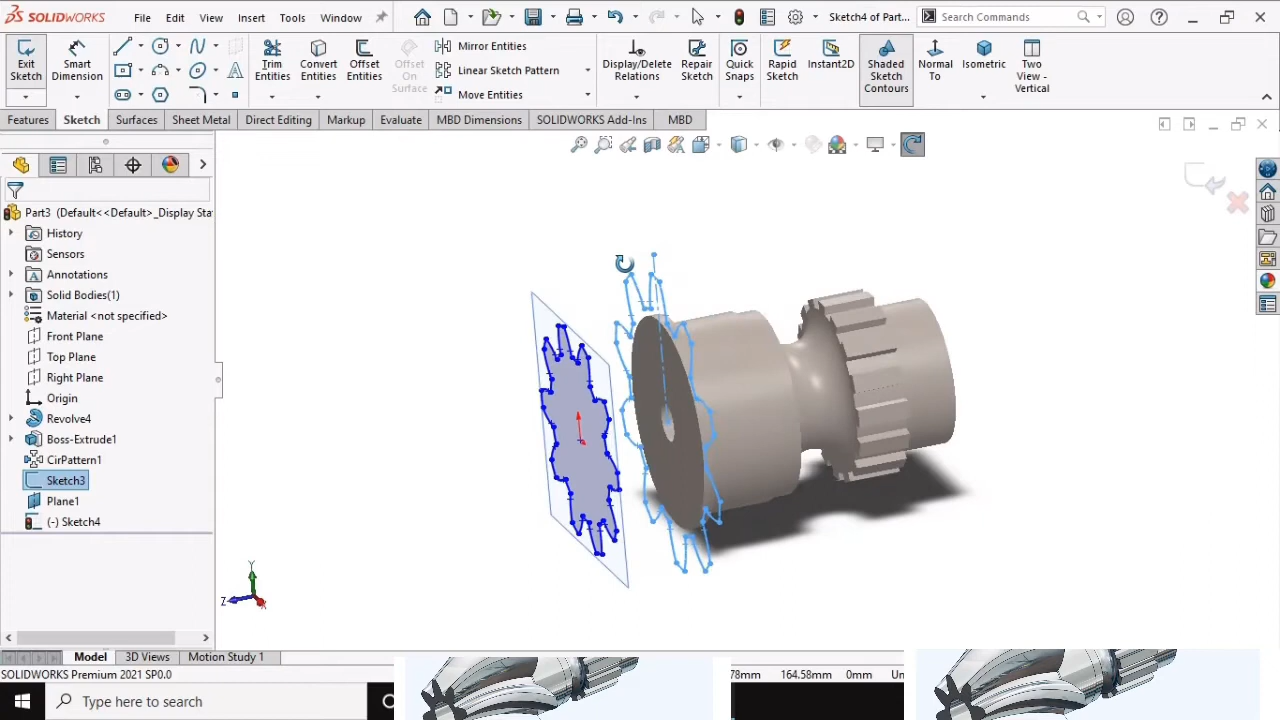 SOLIDWORKS File Edit View Insert Tools Window Sketch4 of Part... Search Commands
Exit Sketch Smart Dimension Trim Entities Convert Entities Offset Entities Offset On Surface Mirror Entities Linear Sketch Pattern Move Entities Display/Delete Relations Repair Sketch Quick Snaps Rapid Sketch Instant2D Shaded Sketch Contours Normal To Isometric Two View - Vertical
Features Sketch Surfaces Sheet Metal Direct Editing Markup Evaluate MBD Dimensions SOLIDWORKS Add-Ins MBD
Part3 (Default<<Default>_Display Sta
History
Sensors
Annotations
Solid Bodies(1)
Material <not specified>
Front Plane
Top Plane
Right Plane
Origin
Revolve4
Boss-Extrude1
CirPattern1
Sketch3
Plane1
(-) Sketch4
Y
Z X
Model 3D Views Motion Study 1
SOLIDWORKS Premium 2021 SP0.0 78mm 164.58mm 0mm Un
Type here to search